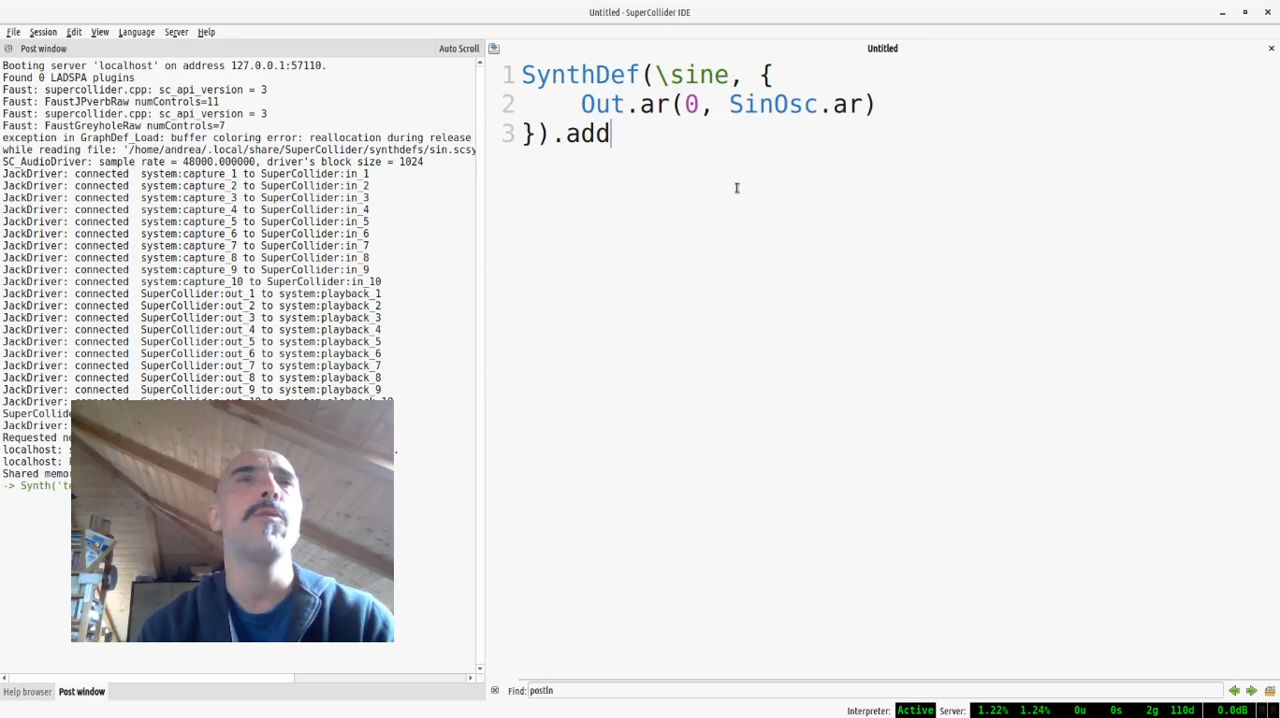 Untitled - SuperCollider IDE
File Session Edit View Language Server Help
Post window Auto Scroll
Booting server 'localhost' on address 127.0.0.1:57110.
Found 0 LADSPA plugins
Faust: supercollider.cpp: sc_api_version = 3
Faust: FaustJPverbRaw numControls=11
Faust: supercollider.cpp: sc_api_version = 3
Faust: FaustGreyholeRaw numControls=7
exception in GraphDef_Load: buffer coloring error: reallocation during release
while reading file: '/home/andrea/.local/share/SuperCollider/synthdefs/sin.scsy
SC_AudioDriver: sample rate = 48000.000000, driver's block size = 1024
JackDriver: connected  system:capture_1 to SuperCollider:in_1
JackDriver: connected  system:capture_2 to SuperCollider:in_2
JackDriver: connected  system:capture_3 to SuperCollider:in_3
JackDriver: connected  system:capture_4 to SuperCollider:in_4
JackDriver: connected  system:capture_5 to SuperCollider:in_5
JackDriver: connected  system:capture_6 to SuperCollider:in_6
JackDriver: connected  system:capture_7 to SuperCollider:in_7
JackDriver: connected  system:capture_8 to SuperCollider:in_8
JackDriver: connected  system:capture_9 to SuperCollider:in_9
JackDriver: connected  system:capture_10 to SuperCollider:in_10
JackDriver: connected  SuperCollider:out_1 to system:playback_1
JackDriver: connected  SuperCollider:out_2 to system:playback_2
JackDriver: connected  SuperCollider:out_3 to system:playback_3
JackDriver: connected  SuperCollider:out_4 to system:playback_4
JackDriver: connected  SuperCollider:out_5 to system:playback_5
JackDriver: connected  SuperCollider:out_6 to system:playback_6
JackDriver: connected  SuperCollider:out_7 to system:playback_7
JackDriver: connected  SuperCollider:out_8 to system:playback_8
JackDriver: connected  SuperCollider:out_9 to system:playback_9
JackDriver: connected  SuperCollider:out_10 to system:playback_10
SuperCollide
JackDriver:
Requested
localhost:
localhost:
Shared memo
-> Synth('te
Help browser Post window
Untitled
1 SynthDef(\sine, {
2 Out.ar(0, SinOsc.ar)
3 }).add
Find: postln
Interpreter: Active Server: 1.22% 1.24% 0u 0s 2g 110d 0.0dB